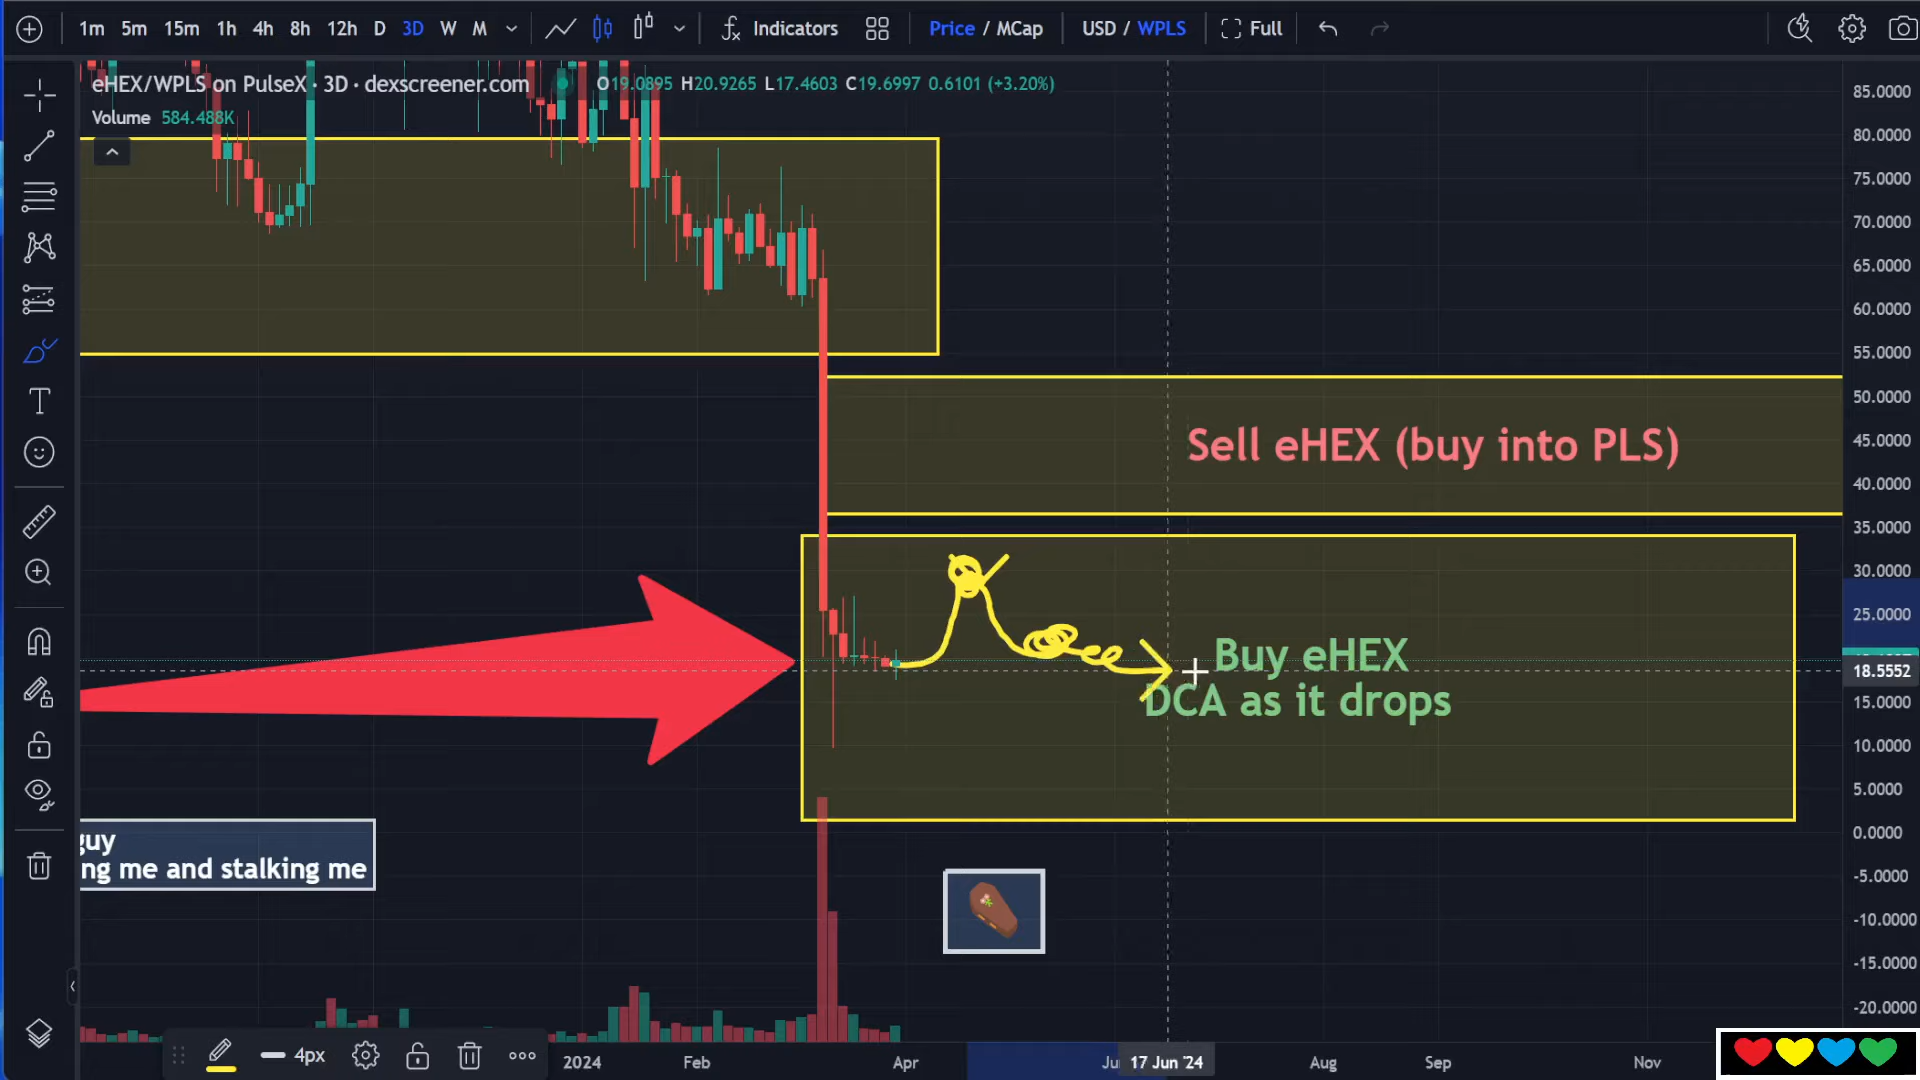 1m 5m 15m 1h 4h 8h 12h D 3D W M Indicators Price / MCap USD / WPLS Full
eHEX/WPLS on PulseX · 3D · dexscreener.com O19.0895 H20.9265 L17.4603 C19.6997 0.6101 (+3.20%)
Volume 584.488K
85.0000
80.0000
75.0000
70.0000
65.0000
60.0000
55.0000
50.0000
45.0000
40.0000
35.0000
30.0000
25.0000
18.5552
15.0000
10.0000
5.0000
0.0000
-5.0000
-10.0000
-15.0000
-20.0000
Sell eHEX (buy into PLS)
Buy eHEX
DCA as it drops
guy
ng me and stalking me
4px
2024 Feb Apr 17 Jun '24 Aug Sep Nov